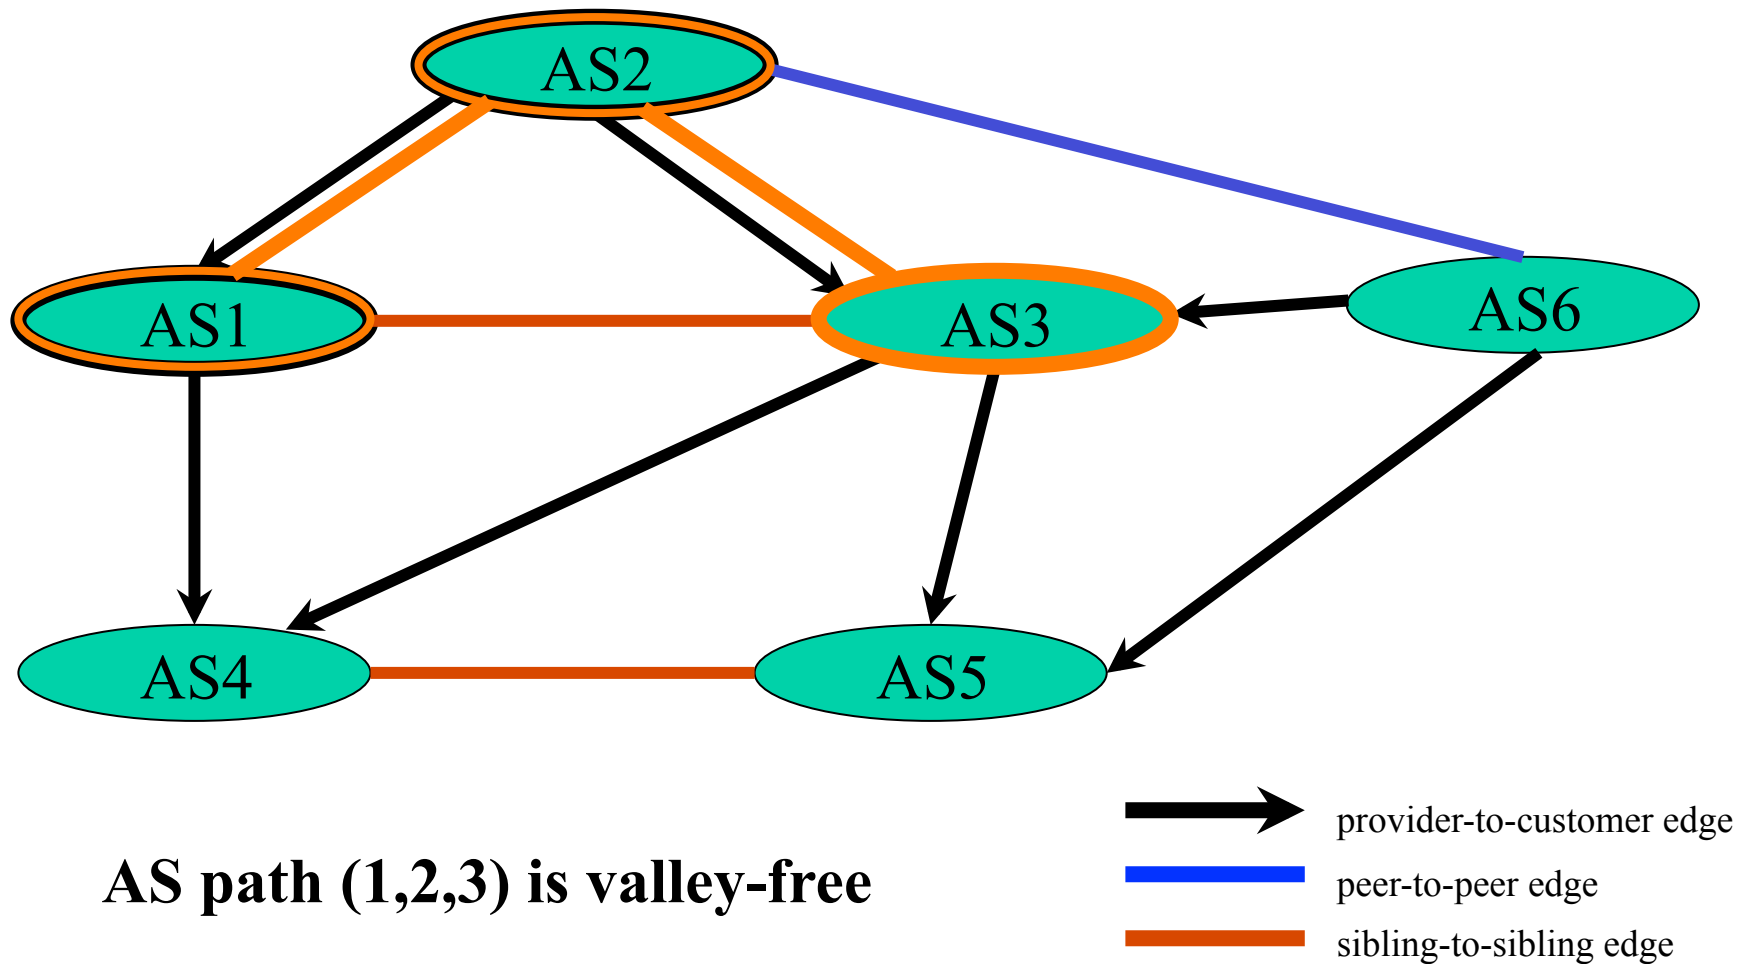 AS2
AS1
AS3
AS6
AS4
AS5
provider-to-customer edge
AS path (1,2,3) is valley-free
peer-to-peer edge
sibling-to-sibling edge